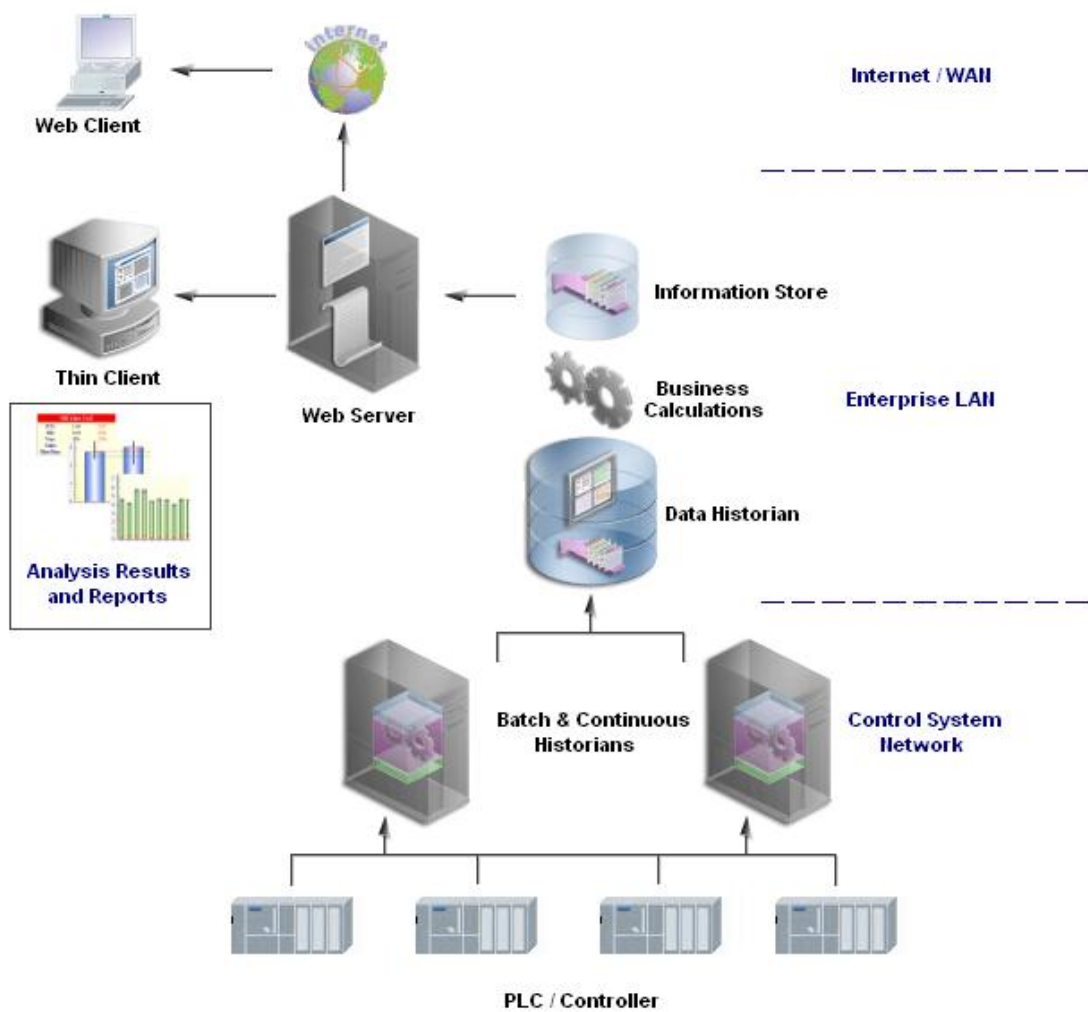 internet
Web Client
Internet / WAN
Thin Client
Web Server
Information Store
Business
Calculations
Enterprise LAN
Data Historian
Analysis Results
and Reports
Batch & Continuous
Historians
Control System
Network
PLC / Controller